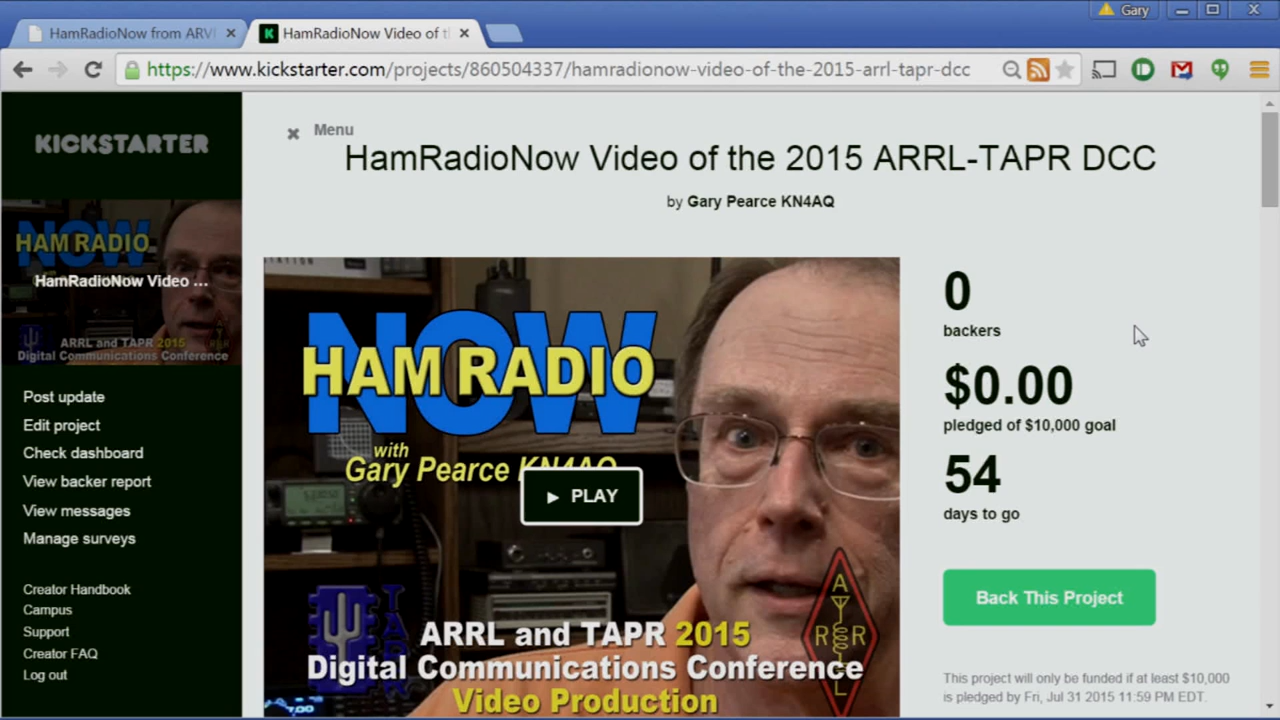 Gary
HamRadioNow from ARVI
HamRadioNow Video of t
https://www.kickstarter.com/projects/860504337/hamradionow-video-of-the-2015-arrl-tapr-dcc
KICKSTARTER
Menu
HamRadioNow Video of the 2015 ARRL-TAPR DCC
by Gary Pearce KN4AQ
HAM RADIO
NOW
HamRadioNow Video ...
ARRL and TAPR 2015
Digital Communications Conference
Post update
Edit project
Check dashboard
View backer report
View messages
Manage surveys
Creator Handbook
Campus
Support
Creator FAQ
Log out
NOW
HAM RADIO
with
Gary Pearce KN4AQ
PLAY
TAPR
ARRL and TAPR 2015
Digital Communications Conference
Video Production
A
R R
L
0
backers
$0.00
pledged of $10,000 goal
54
days to go
Back This Project
This project will only be funded if at least $10,000
is pledged by Fri, Jul 31 2015 11:59 PM EDT.